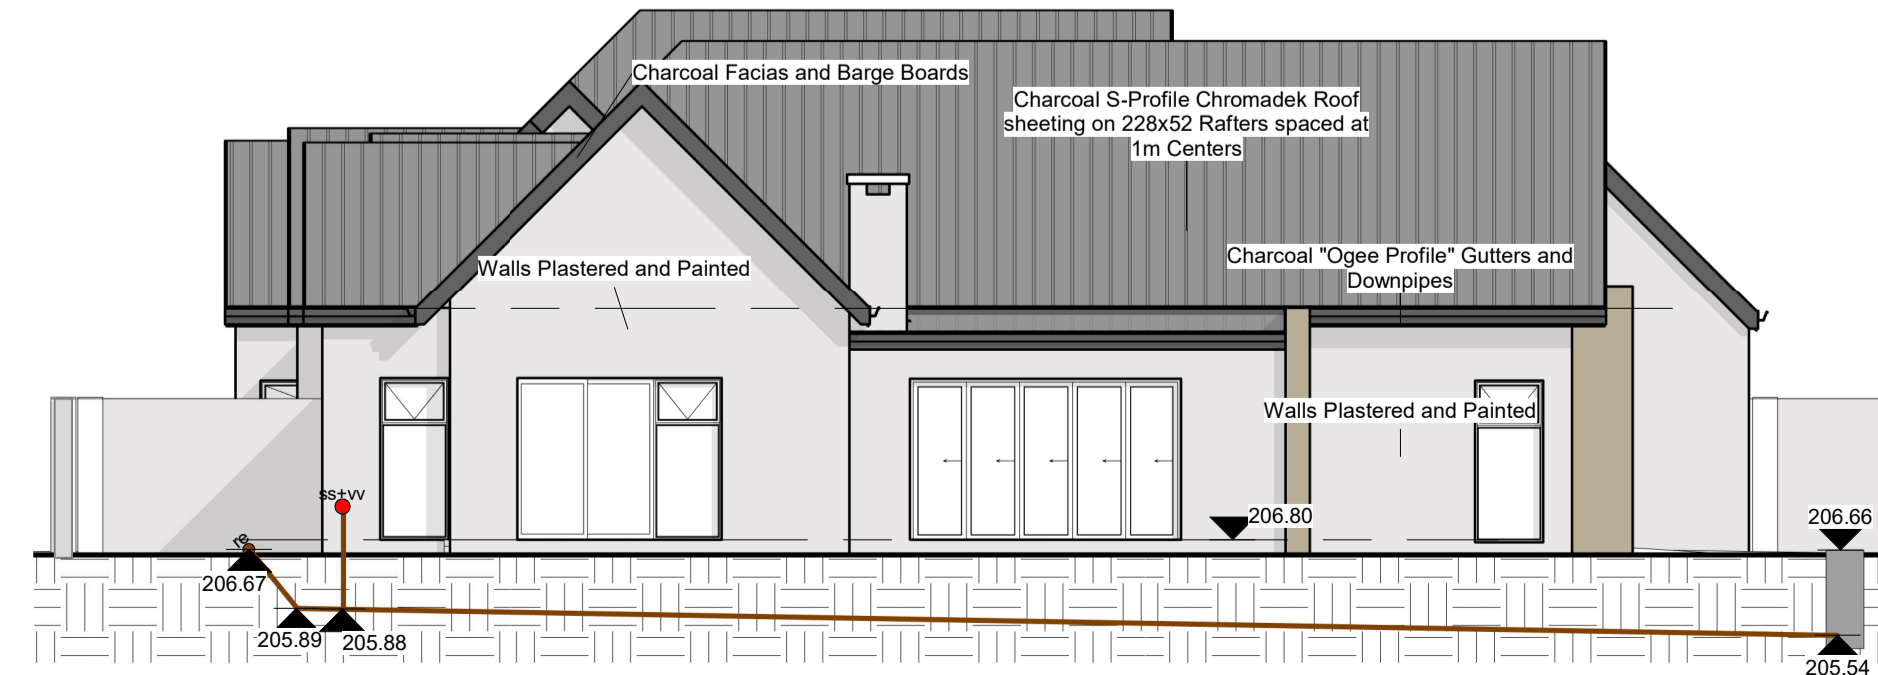 Charcoal Facias and Barge Boards
Charcoal S-Profile Chromadek Roof
sheeting on 228x52 Rafters spaced at
1m Centers
Charcoal "Ogee Profile" Gutters and
Downpipes
Walls Plastered and Painted
Walls Plastered and Painted
ss+vv
re
206.80
206.66
206.67
205.89
205.88
205.54